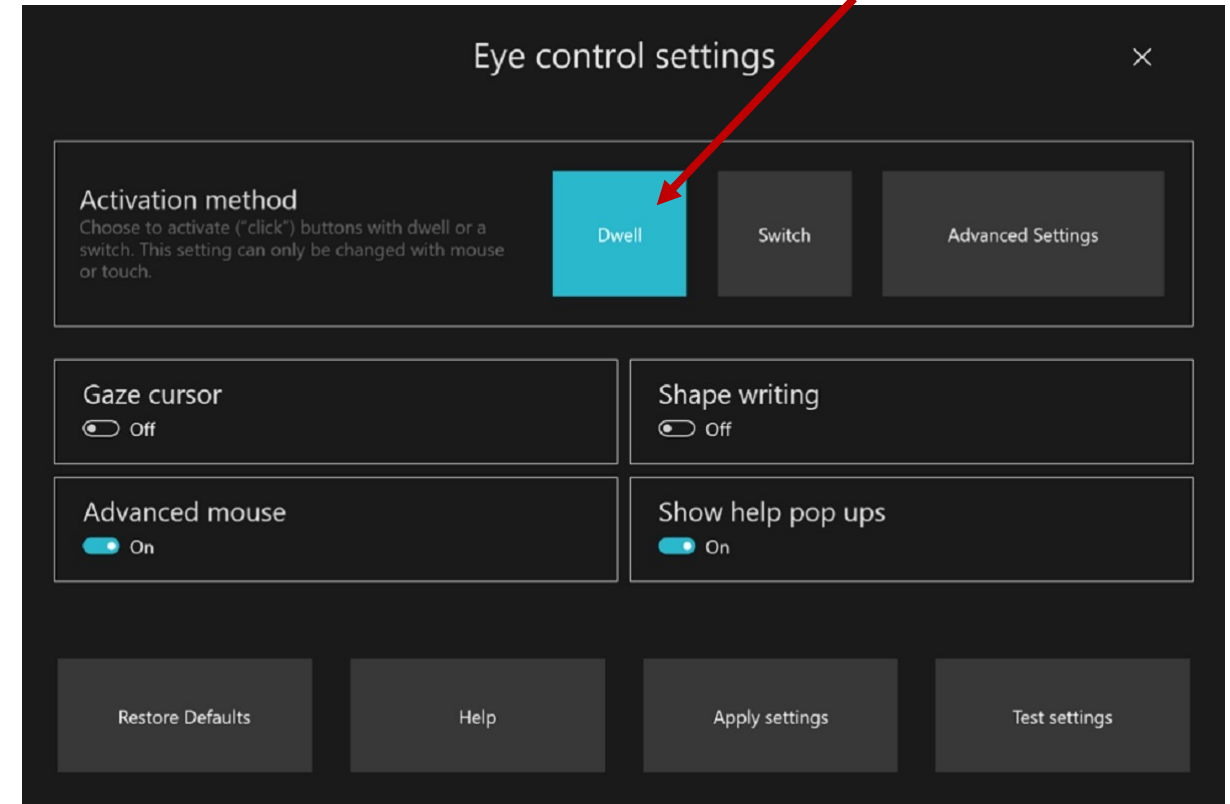 Eye control settings
Activation method
Choose to activate ("click") buttons with dwell or a
switch. This setting can only be changed with mouse
or touch.
Dwell
Switch
Advanced Settings
Gaze cursor
Off
Shape writing
Off
Advanced mouse
On
Show help pop ups
On
Restore Defaults
Help
Apply settings
Test settings